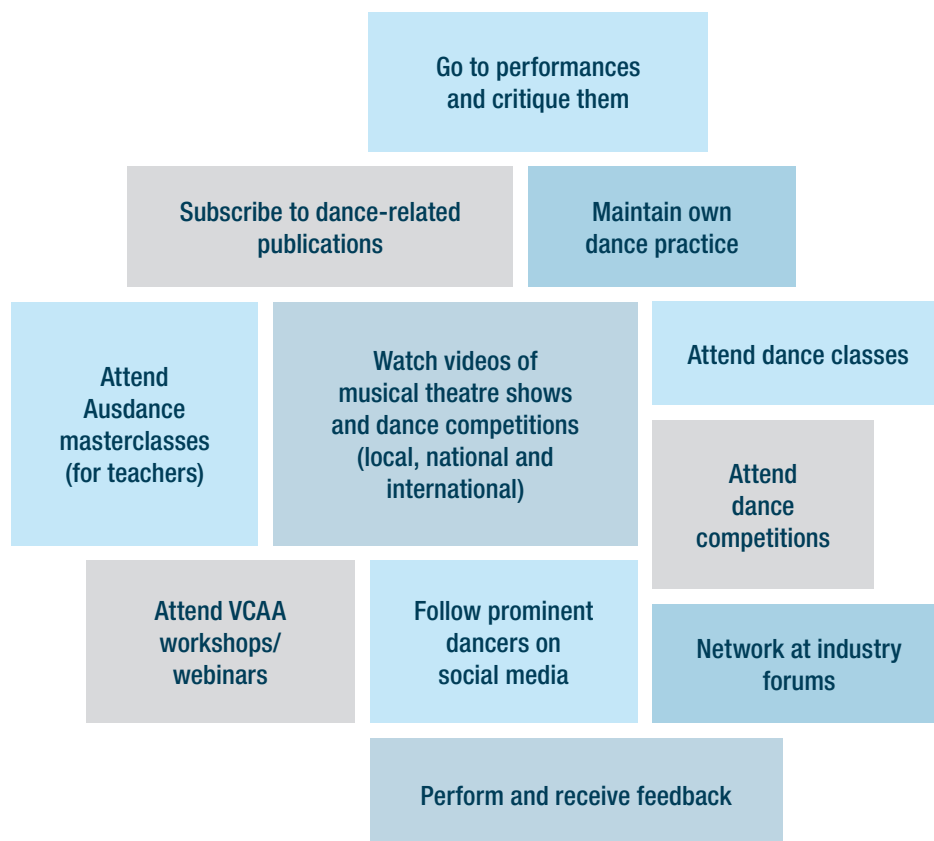 Go to performances
and critique them
Subscribe to dance-related
publications
Maintain own
dance practice
Attend
Ausdance
masterclasses
(for teachers)
Watch videos of
musical theatre shows
and dance competitions
(local, national and
international)
Attend dance classes
Attend
dance
competitions
Attend VCAA
workshops/
webinars
Follow prominent
dancers on
social media
Network at industry
forums
Perform and receive feedback